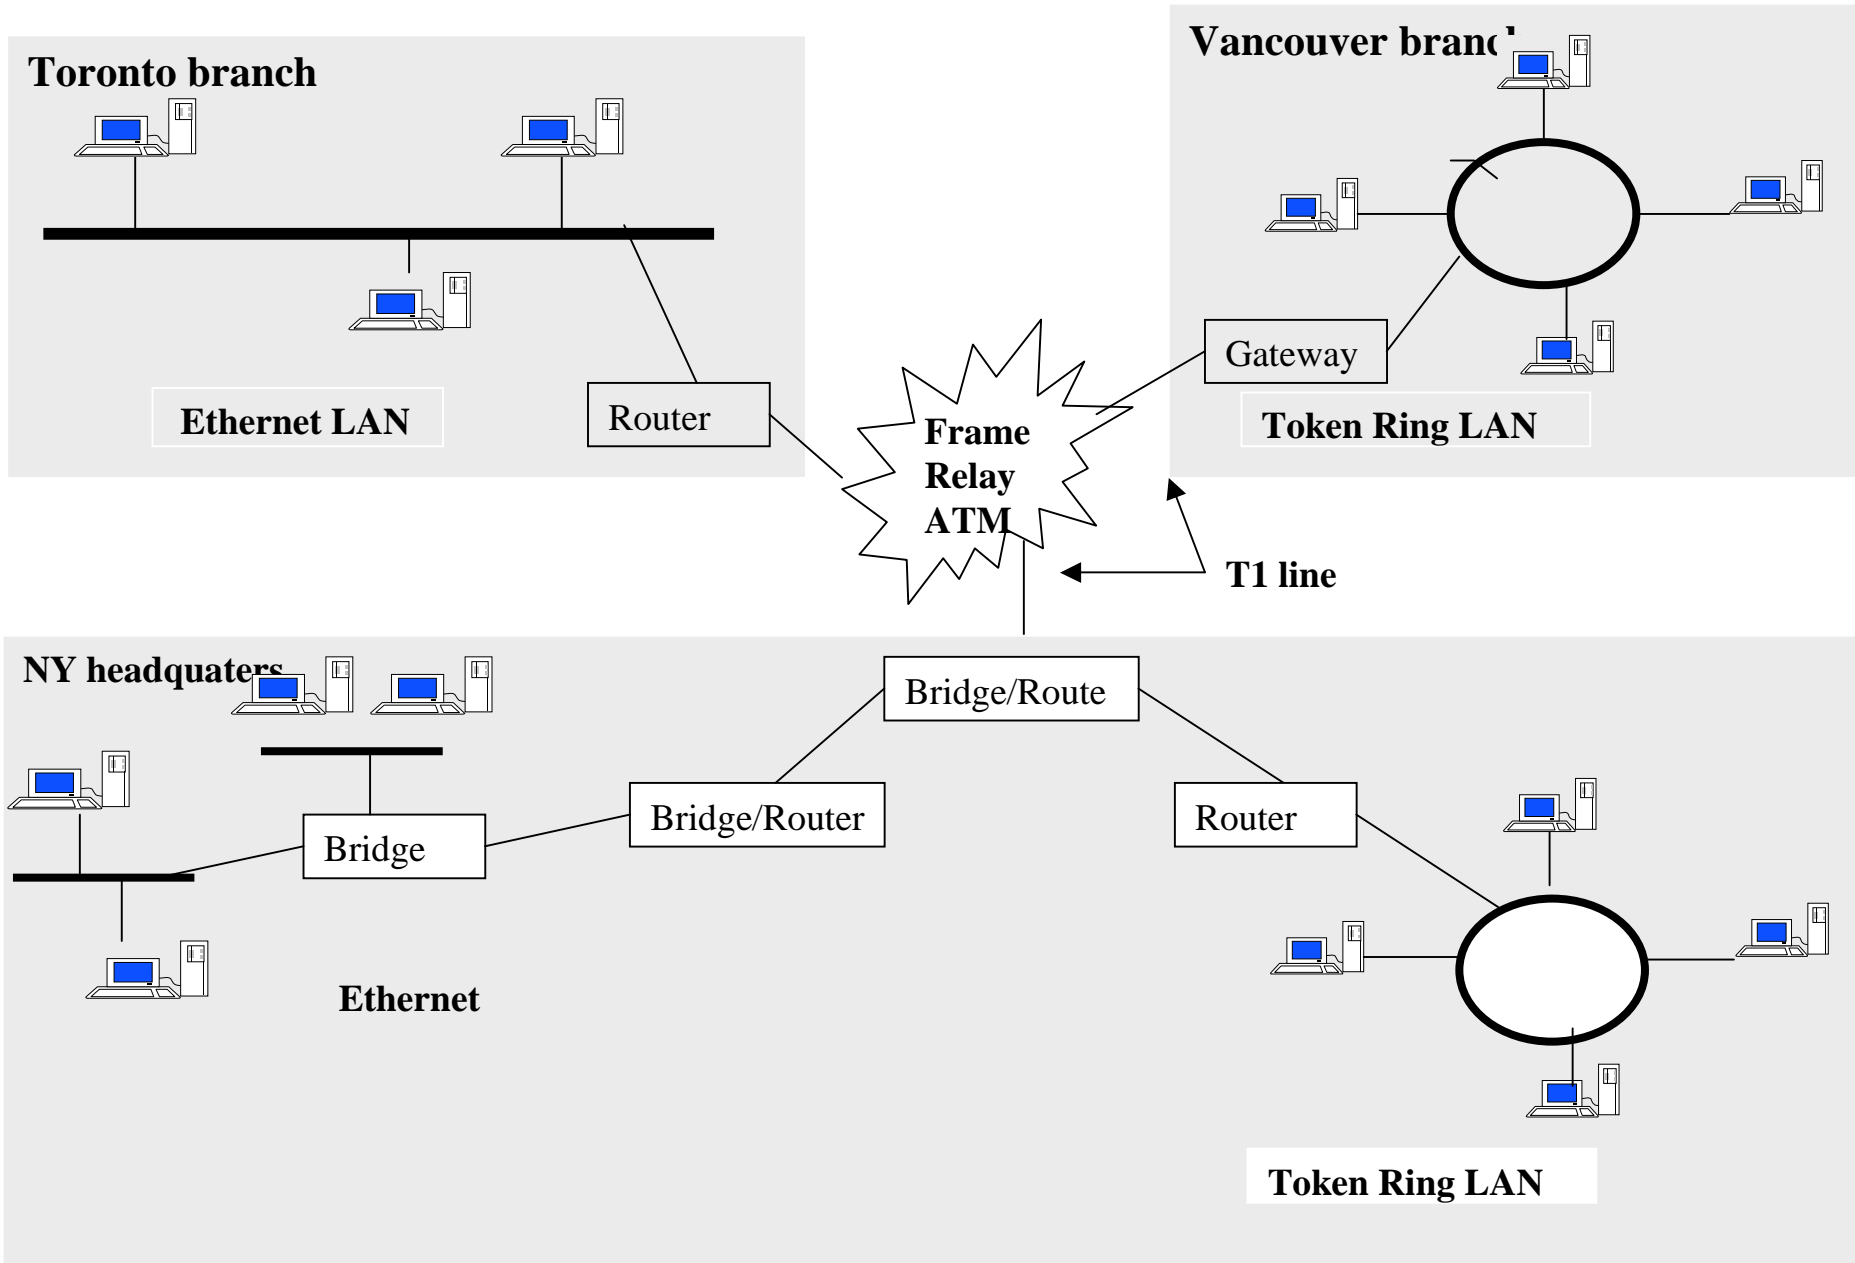 Toronto branch
Vancouver branch
Ethernet LAN
Router
Gateway
Token Ring LAN
Frame
Relay
ATM
T1 line
NY headquaters
Bridge/Route
Bridge/Router
Bridge
Router
Ethernet
Token Ring LAN